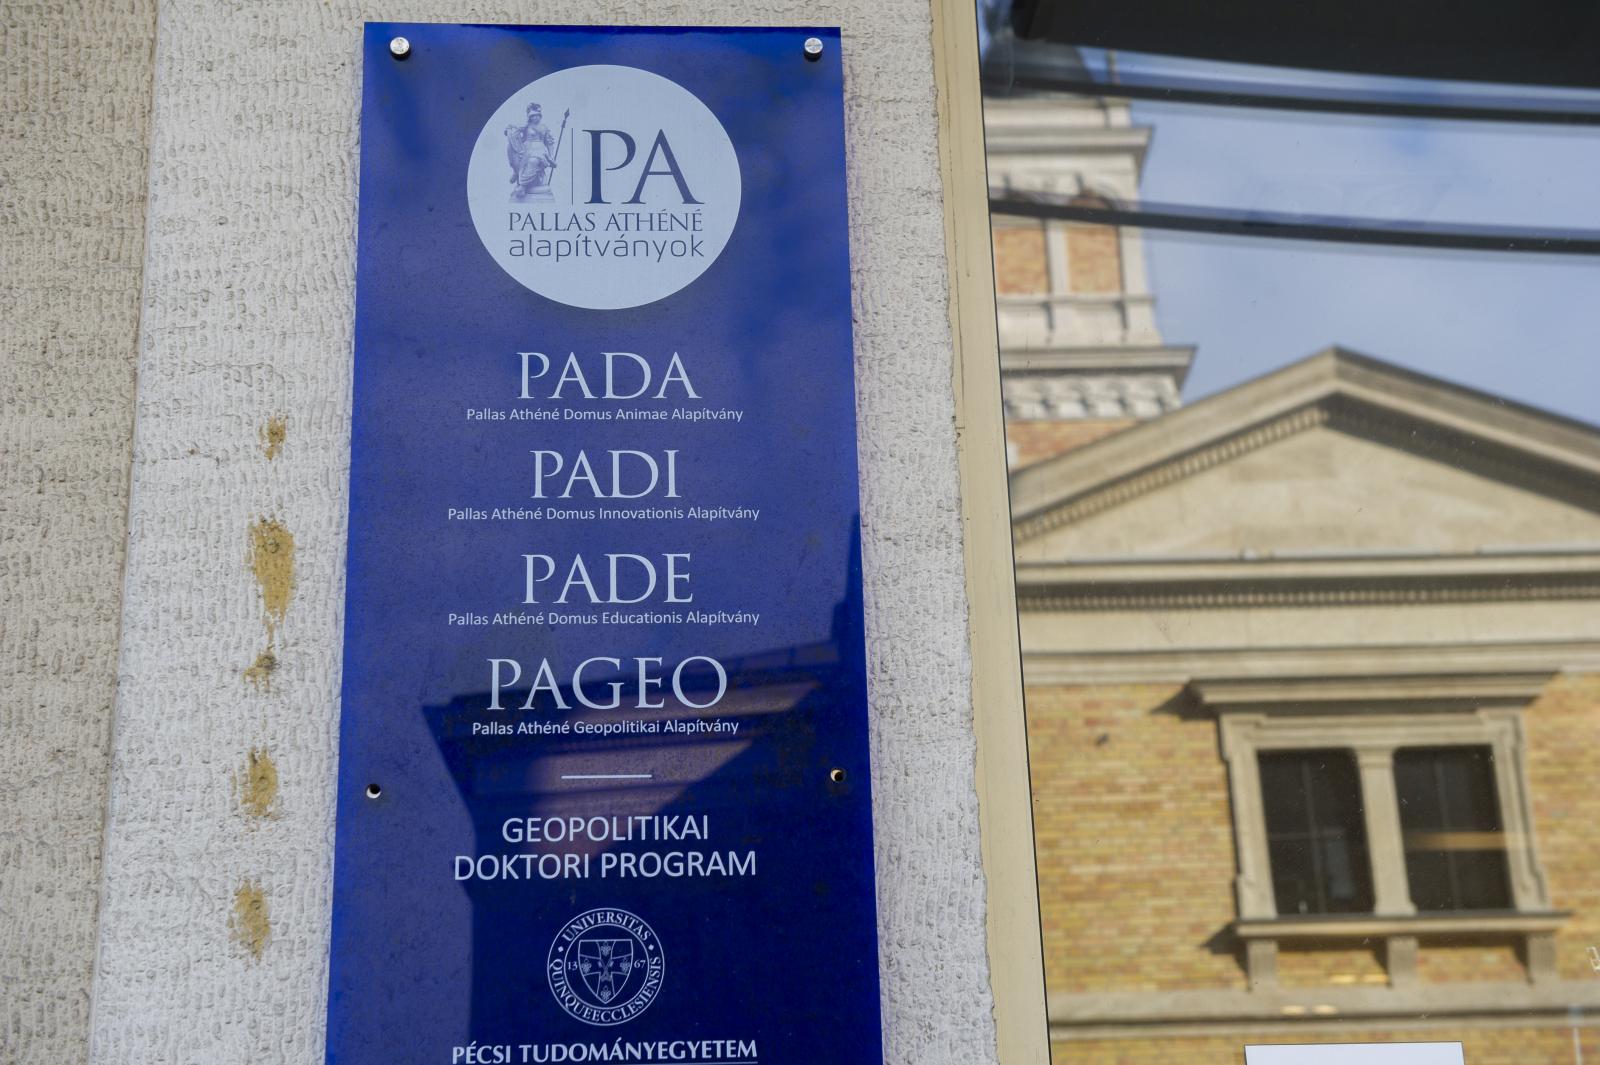 PA
PALLAS ATHÉNÉ
alapítványok
PADA
Pallas Athéné Domus Animae Alapítvány
PADI
Pallas Athéné Domus Innovationis Alapítvány
PADE
Pallas Athéné Domus Educationis Alapítvány
PAGEO
Pallas Athéné Geopolitikai Alapítvány
GEOPOLITIKAI
DOKTORI PROGRAM
UNIVERSITAS
QUINQUEECCLESIENSIS
1367
PÉCSI TUDOMÁNYEGYETEM